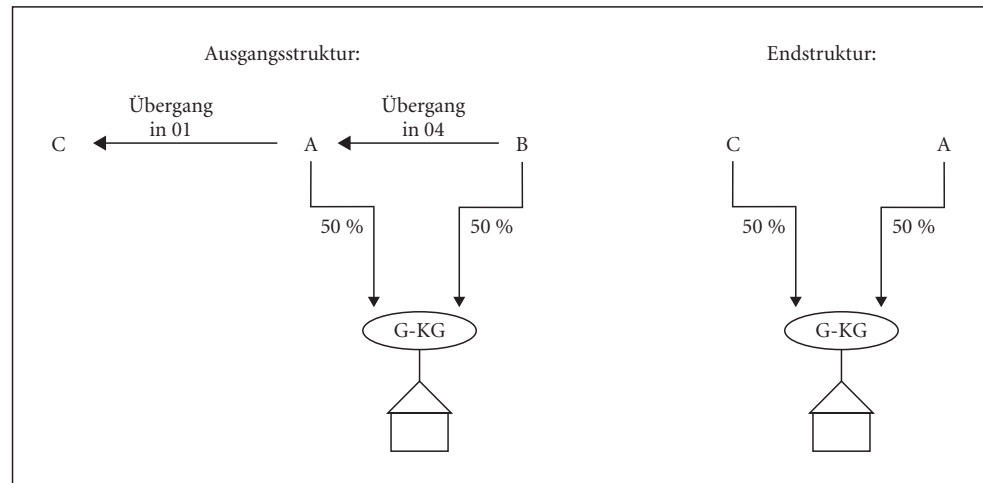 Ausgangsstruktur:
Endstruktur:
Übergang
in 01
Übergang
in 04
C
A
B
C
A
50 %
50 %
50 %
50 %
G-KG
G-KG